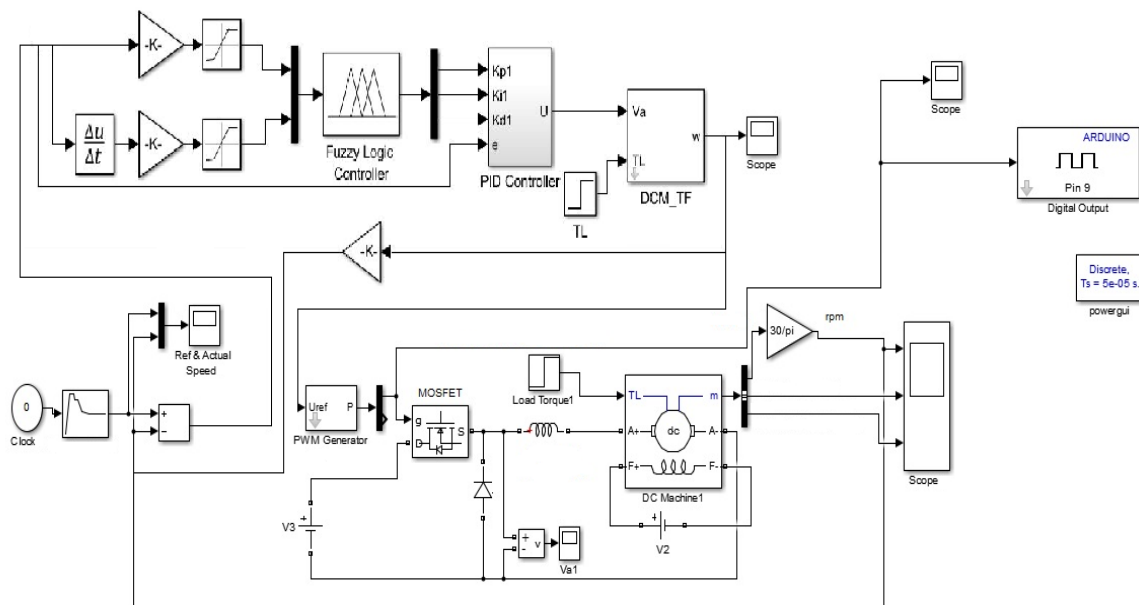 -K-
Δu
Δt
-K-
Fuzzy Logic
Controller
Kp1
Ki1
Kd1
e
U
PID Controller
TL
Va
TL
w
DCM_TF
Scope
Scope
ARDUINO
Pin 9
Digital Output
-K-
Discrete,
Ts = 5e-05 s.
powergui
Ref & Actual
Speed
0
Clock
+
−
Uref
P
PWM Generator
MOSFET
g
D
S
Load Torque1
TL
m
A+
dc
A-
F+
F-
DC Machine1
30/pi
rpm
Scope
+
V3
+
-
v
Va1
+
V2